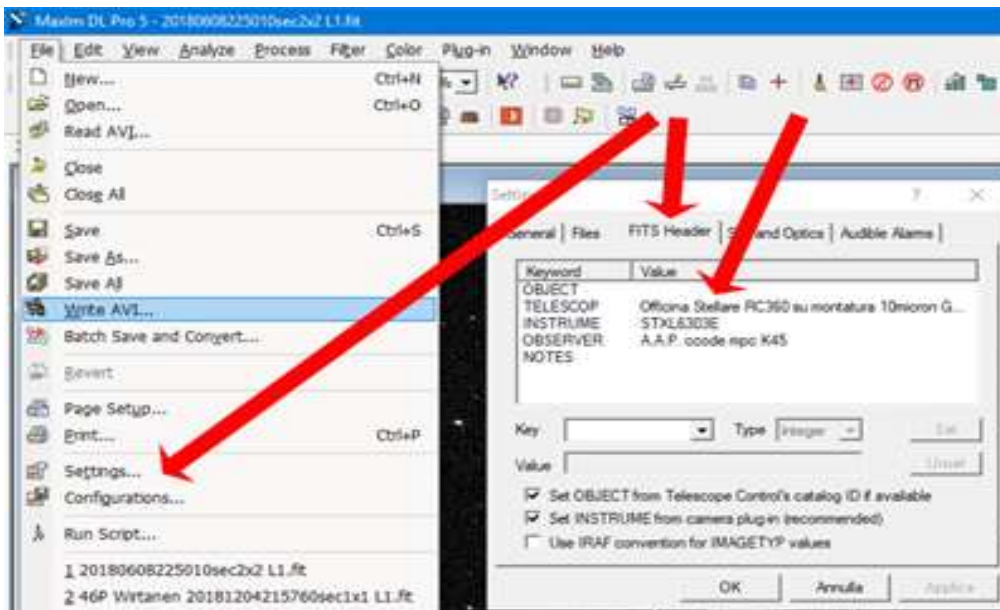 Maxim DL Pro 5 - 20180608225010sec2x2 L1.fit
File Edit View Analyze Process Filter Color Plug-in Window Help
New... Ctrl+N
Open... Ctrl+O
Read AVI...
Close
Close All
Save Ctrl+S
Save As...
Save All
Write AVI...
Batch Save and Convert...
Revert
Page Setup...
Print... Ctrl+P
Settings...
Configurations...
Run Script...
1 20180608225010sec2x2 L1.fit
2 46P Wirtanen 20181204215760sec1x1 L1.fit
General Files FITS Header and Optics Audible Alarms
Keyword Value
OBJECT
TELESCOP Officina Stellare RC360 su montatura 10micron G...
INSTRUME STXL6303E
OBSERVER A.A.P. ocode mpc K45
NOTES
Key Type Integer
Value Unset
Set OBJECT from Telescope Control's catalog ID if available
Set INSTRUME from camera plug-in (recommended)
Use IRAF convention for IMAGETYP values
OK Annulla Applica